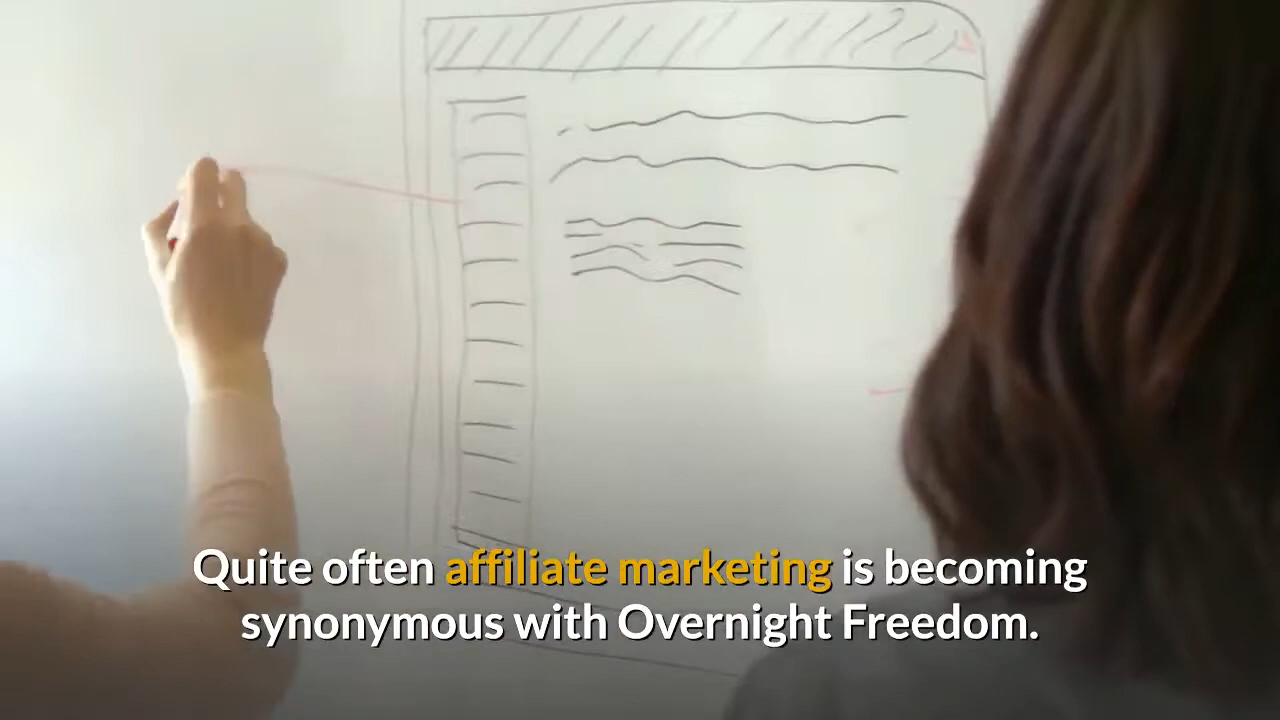 Quite often affiliate marketing is becoming
synonymous with Overnight Freedom.